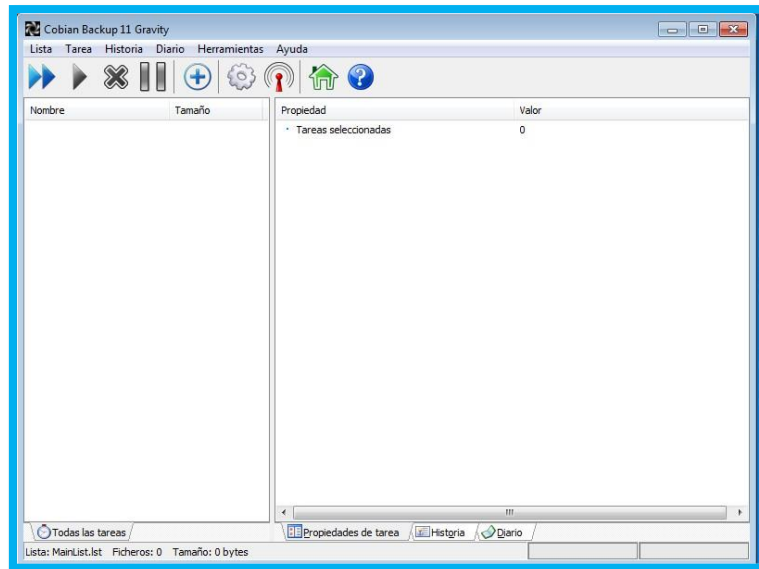 Cobian Backup 11 Gravity
Lista Tarea Historia Diario Herramientas Ayuda
Nombre Tamaño Propiedad Valor
Tareas seleccionadas 0
Todas las tareas Propiedades de tarea Historia Diario
Lista: MainList.lst Ficheros: 0 Tamaño: 0 bytes